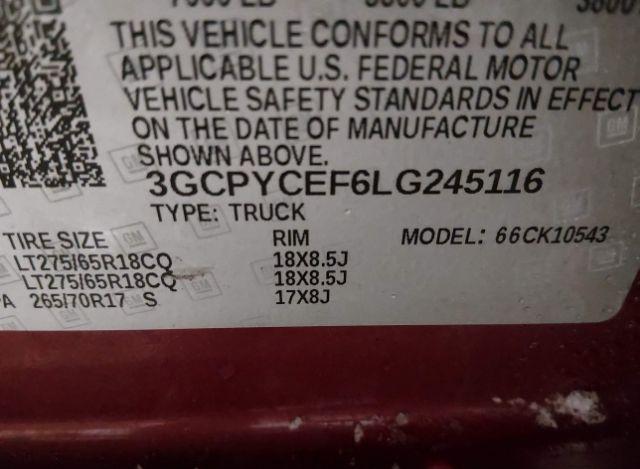 THIS VEHICLE CONFORMS TO ALL
APPLICABLE U.S. FEDERAL MOTOR
VEHICLE SAFETY STANDARDS IN EFFECT
ON THE DATE OF MANUFACTURE
SHOWN ABOVE.
3GCPYCEF6LG245116
TYPE: TRUCK
MODEL: 66CK10543
TIRE SIZE RIM
LT275/65R18CQ 18X8.5J
LT275/65R18CQ 18X8.5J
265/70R17 S 17X8J